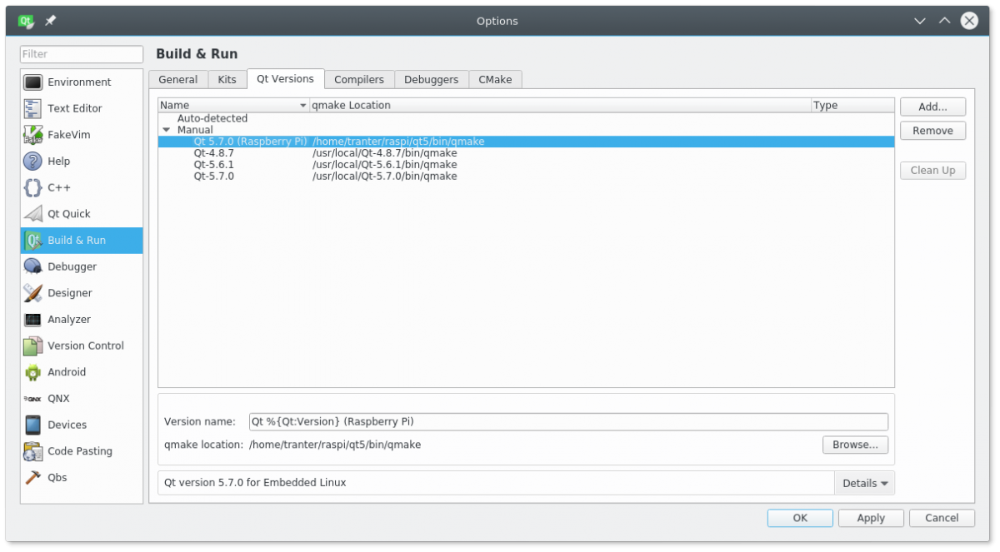 Qt
Options
Filter
Build & Run
Environment
Text Editor
FakeVim
Help
C++
Qt Quick
Build & Run
Debugger
Designer
Analyzer
Version Control
Android
QNX
Devices
Code Pasting
Qbs
General Kits Qt Versions Compilers Debuggers CMake
Name qmake Location Type
Auto-detected
Manual
Qt 5.7.0 (Raspberry Pi) /home/tranter/raspi/qt5/bin/qmake
Qt-4.8.7 /usr/local/Qt-4.8.7/bin/qmake
Qt-5.6.1 /usr/local/Qt-5.6.1/bin/qmake
Qt-5.7.0 /usr/local/Qt-5.7.0/bin/qmake
Add...
Remove
Clean Up
Version name: Qt %{Qt:Version} (Raspberry Pi)
qmake location: /home/tranter/raspi/qt5/bin/qmake Browse...
Qt version 5.7.0 for Embedded Linux Details
OK Apply Cancel